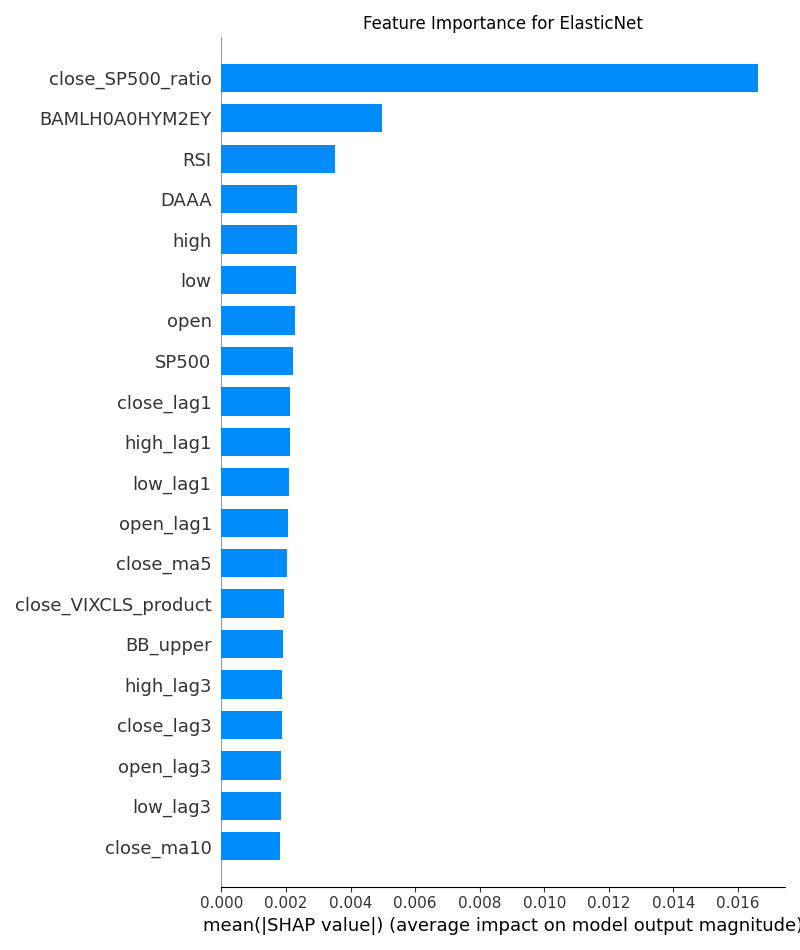 Feature Importance for ElasticNet
close_SP500_ratio
BAMLH0A0HYM2EY
RSI
DAAA
high
low
open
SP500
close_lag1
high_lag1
low_lag1
open_lag1
close_ma5
close_VIXCLS_product
BB_upper
high_lag3
close_lag3
open_lag3
low_lag3
close_ma10
0.000 0.002 0.004 0.006 0.008 0.010 0.012 0.014 0.016
mean(|SHAP value|) (average impact on model output magnitude)